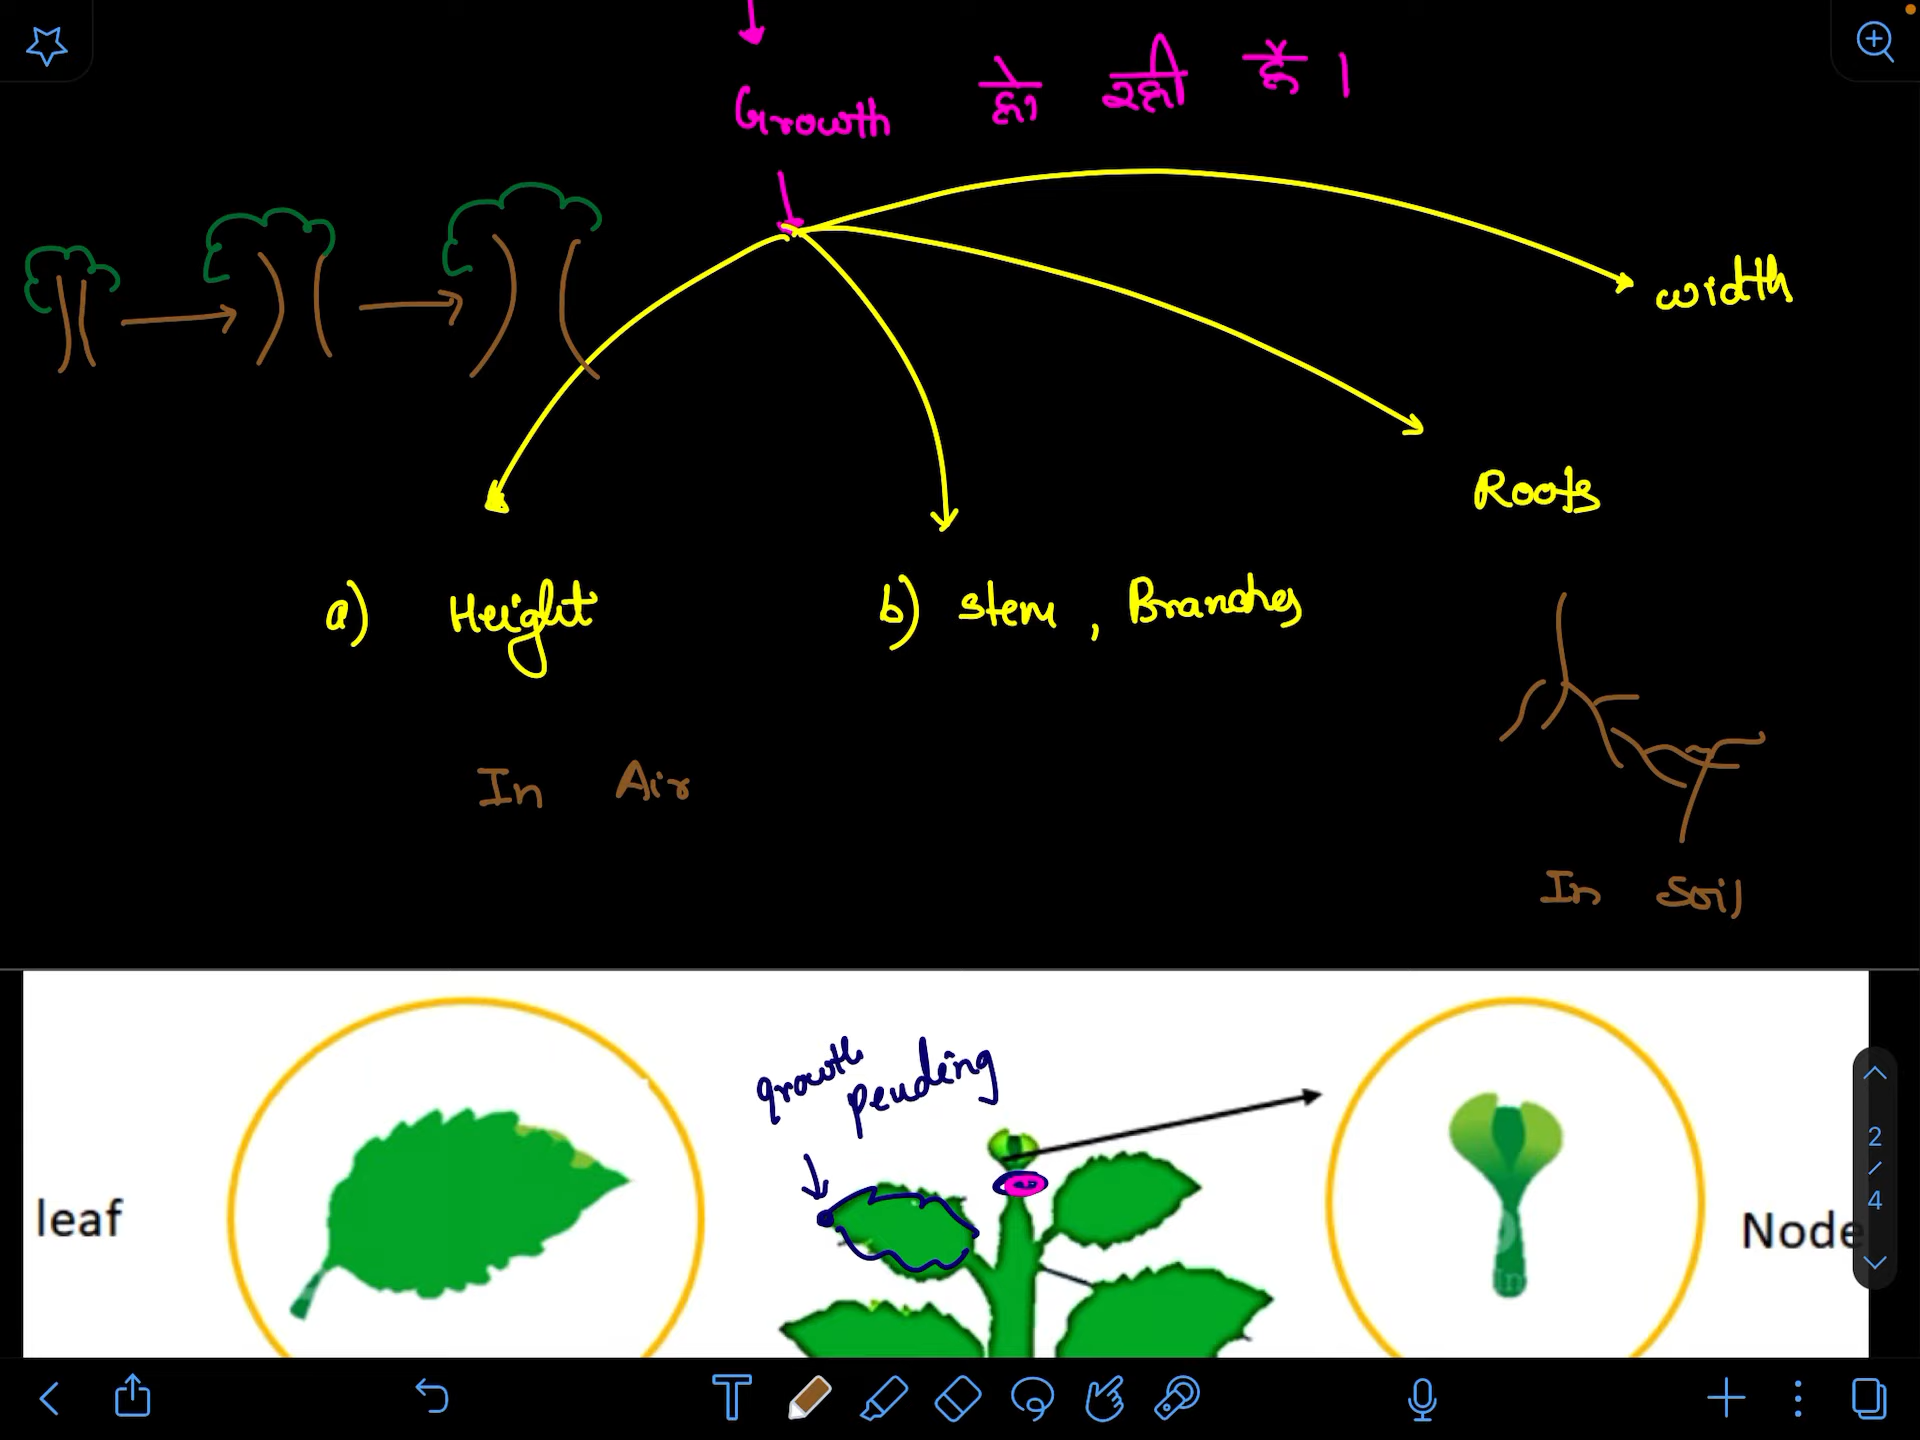 Growth हो रही है।
width
Roots
a) Height
b) Stem, Branches
In Air
In Soil
growth pending
leaf
Node
2
/
4